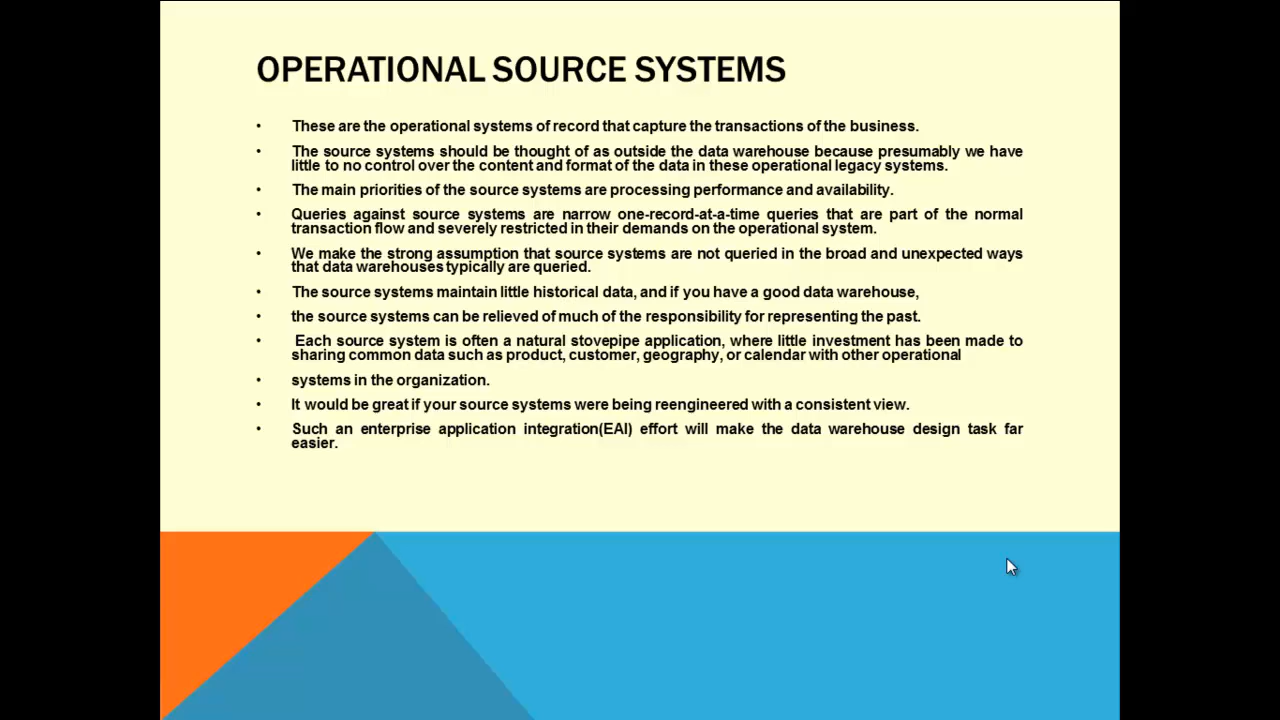 OPERATIONAL SOURCE SYSTEMS
• These are the operational systems of record that capture the transactions of the business.
• The source systems should be thought of as outside the data warehouse because presumably we have
little to no control over the content and format of the data in these operational legacy systems.
• The main priorities of the source systems are processing performance and availability.
• Queries against source systems are narrow one-record-at-a-time queries that are part of the normal
transaction flow and severely restricted in their demands on the operational system.
• We make the strong assumption that source systems are not queried in the broad and unexpected ways
that data warehouses typically are queried.
• The source systems maintain little historical data, and if you have a good data warehouse,
• the source systems can be relieved of much of the responsibility for representing the past.
• Each source system is often a natural stovepipe application, where little investment has been made to
sharing common data such as product, customer, geography, or calendar with other operational
• systems in the organization.
• It would be great if your source systems were being reengineered with a consistent view.
• Such an enterprise application integration(EAI) effort will make the data warehouse design task far
easier.